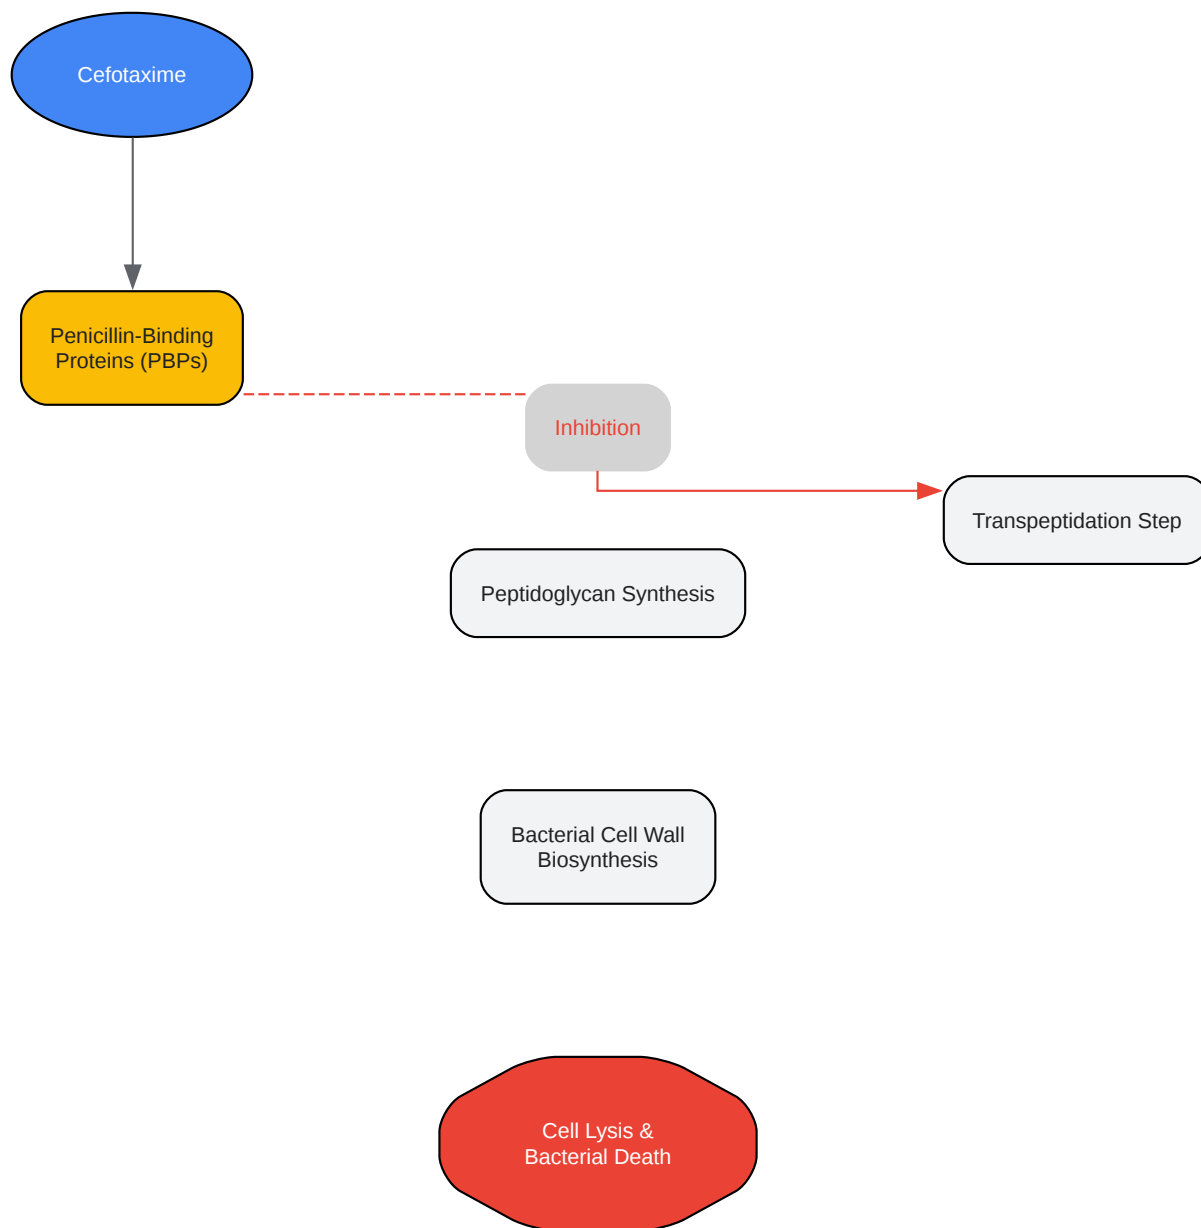 Cefotaxime
Penicillin-Binding
Proteins (PBPs)
Inhibition
Transpeptidation Step
Peptidoglycan Synthesis
Bacterial Cell Wall
Biosynthesis
Cell Lysis &
Bacterial Death